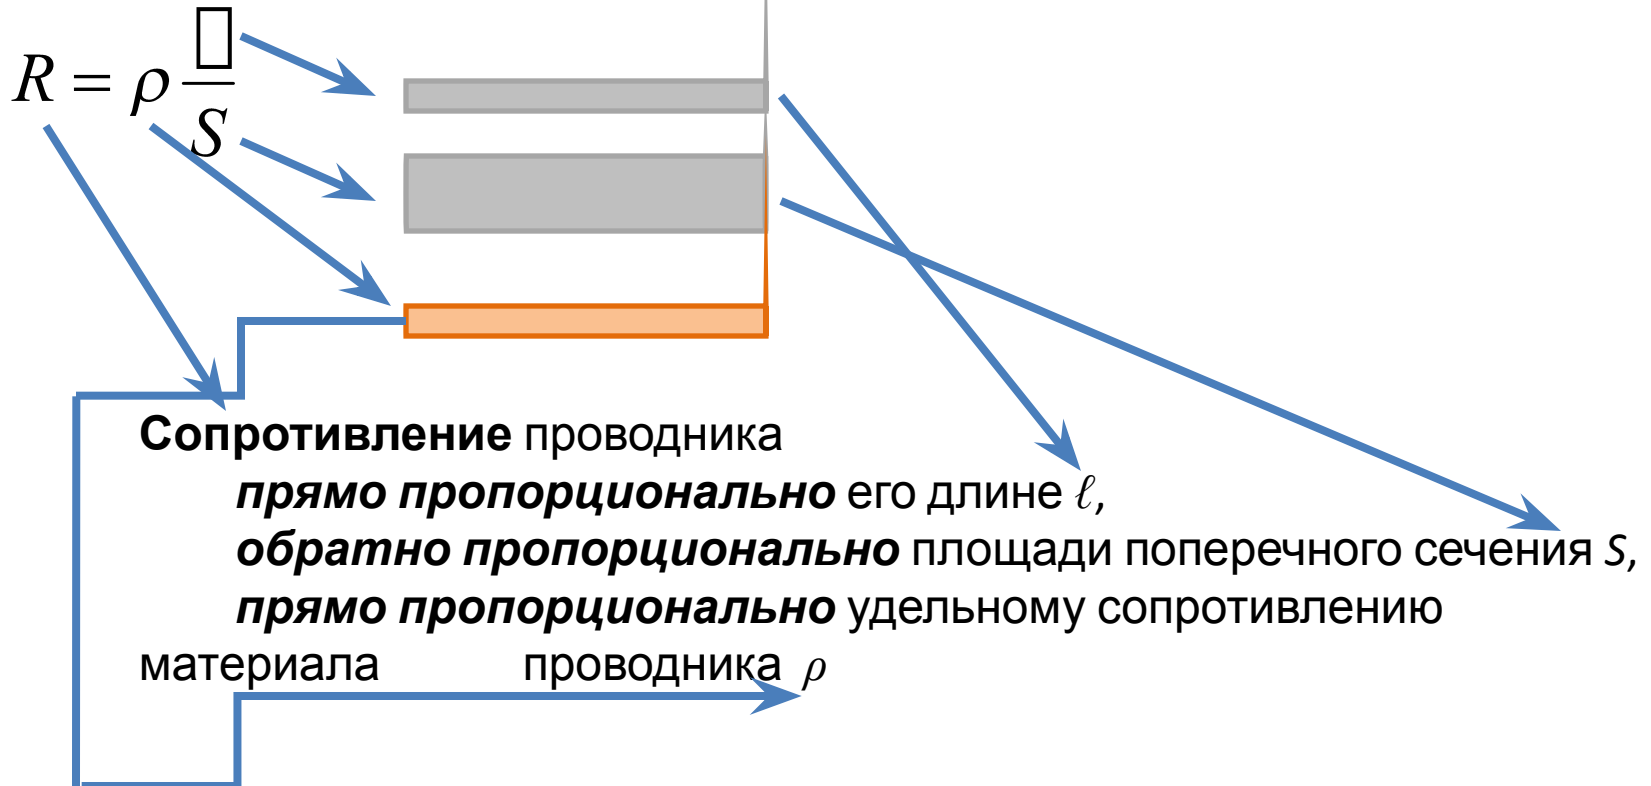 R = ρ ▯/S
Сопротивление проводника
прямо пропорционально его длине ℓ,
обратно пропорционально площади поперечного сечения S,
прямо пропорционально удельному сопротивлению
материала проводника ρ